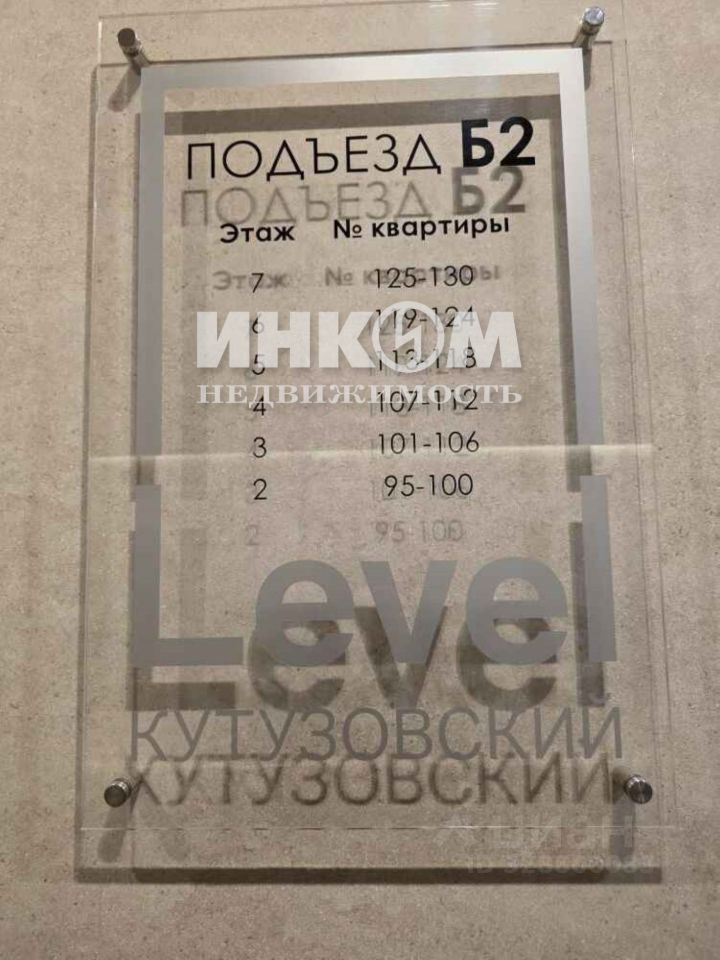 ПОДЪЕЗД Б2
Этаж № квартиры
7 125-130
6 119-124
ИНКОМ
5 113-118
НЕДВИЖИМОСТЬ
4 107-112
3 101-106
2 95-100
Level
КУТУЗОВСКИЙ
циан